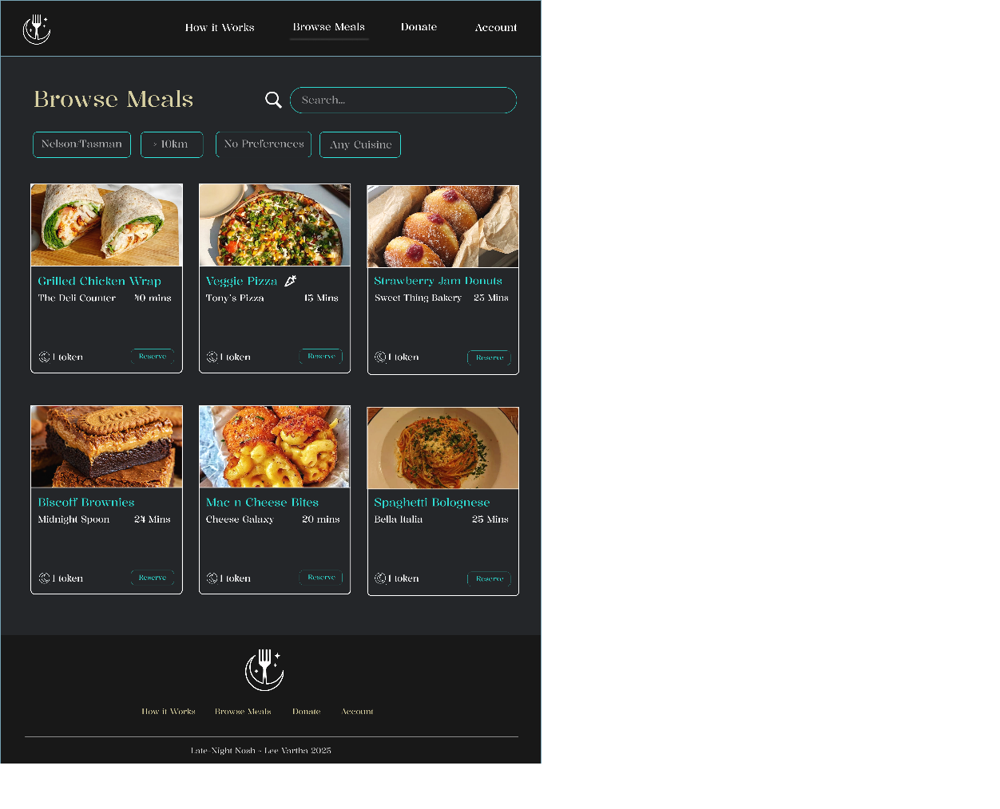 How it Works
Browse Meals
Donate
Account
Browse Meals
Search...
Nelson/Tasman
> 10km
No Preferences
Any Cuisine
Grilled Chicken Wrap
The Deli Counter
40 mins
1 token
Reserve
Veggie Pizza
Tony's Pizza
15 Mins
1 token
Reserve
Strawberry Jam Donuts
Sweet Thing Bakery
25 Mins
1 token
Reserve
Biscoff Brownies
Midnight Spoon
24 Mins
1 token
Reserve
Mac n Cheese Bites
Cheese Galaxy
20 mins
1 token
Reserve
Spaghetti Bolognese
Bella Italia
25 Mins
1 token
Reserve
How it Works
Browse Meals
Donate
Account
Late-Night Nosh - Lee Vartha 2025